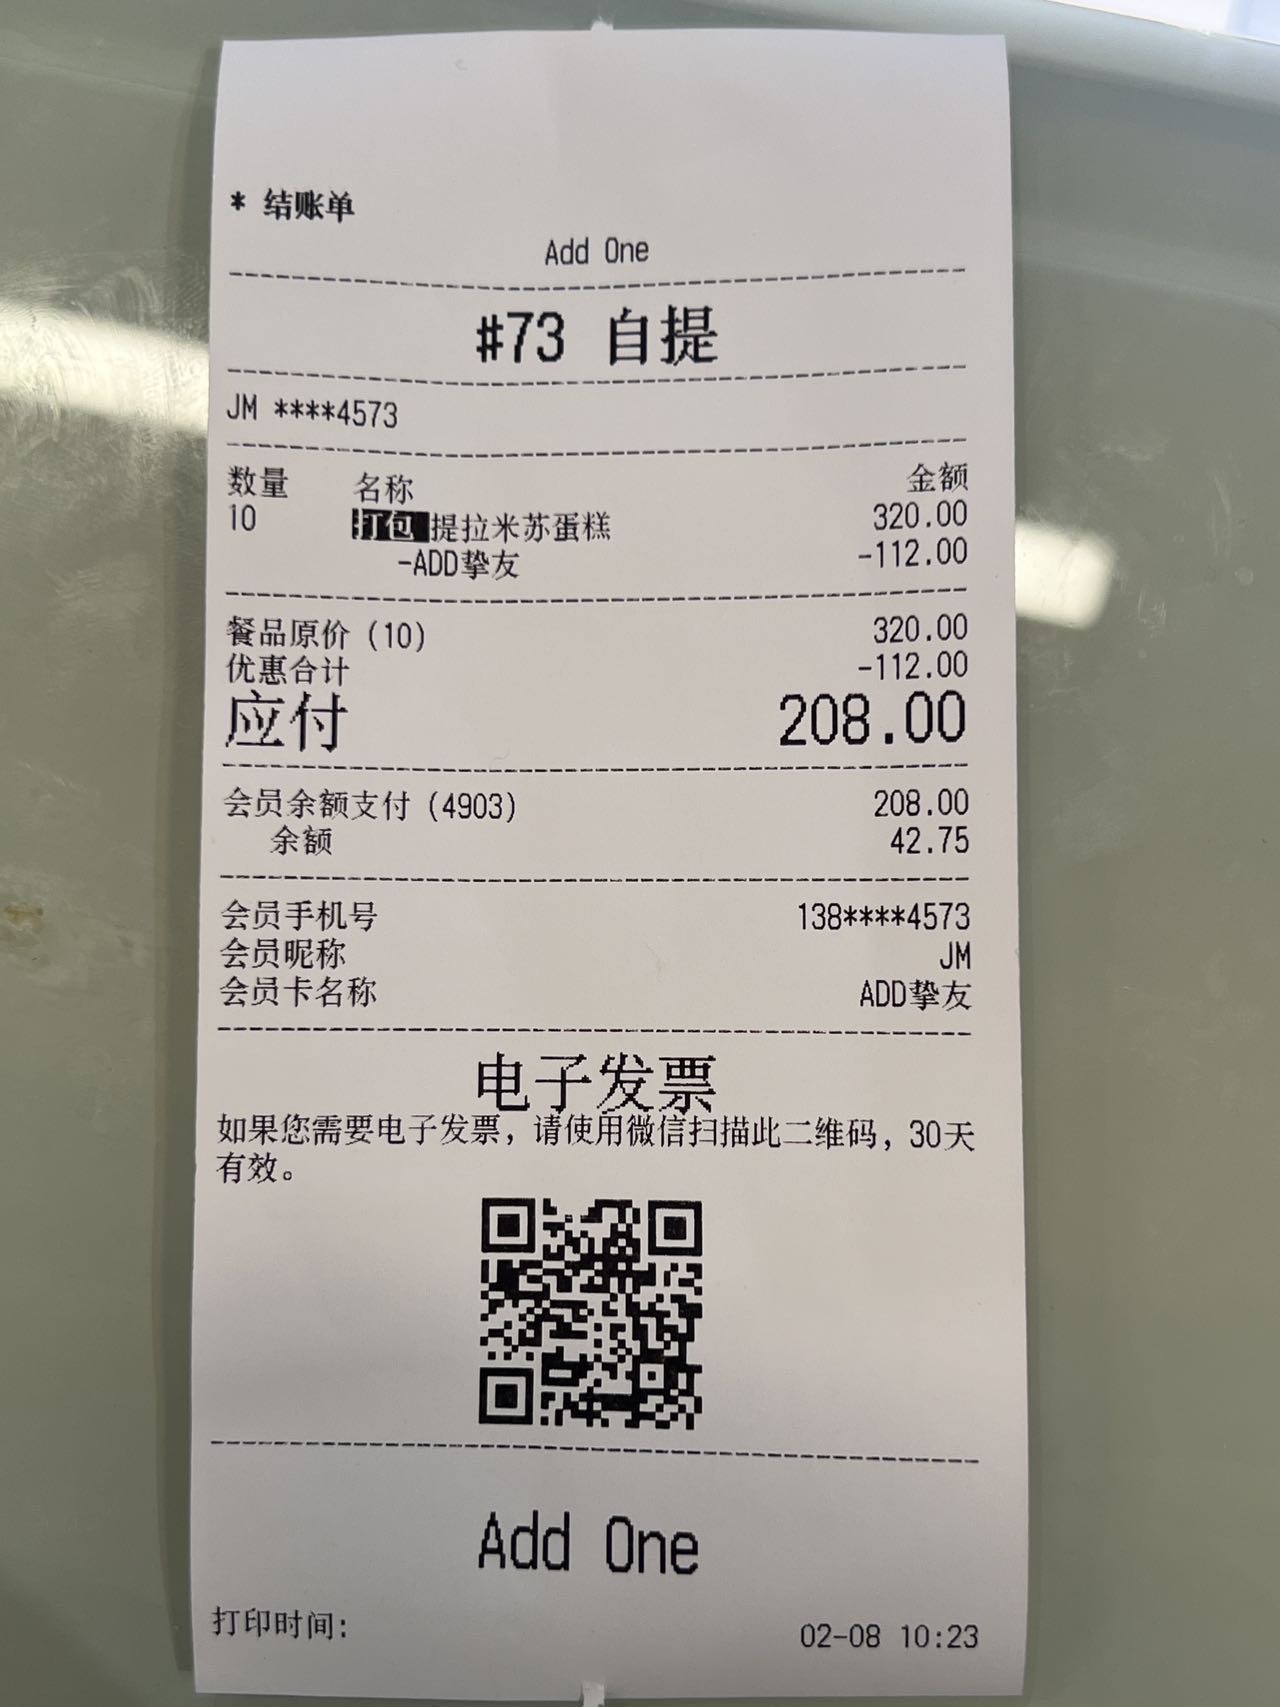 * 结账单
Add One
#73 自提
JM ****4573
数量 名称 金额
10 打包 提拉米苏蛋糕 320.00
-ADD挚友 -112.00
餐品原价 (10) 320.00
优惠合计 -112.00
应付 208.00
会员余额支付 (4903) 208.00
余额 42.75
会员手机号 138****4573
会员昵称 JM
会员卡名称 ADD挚友
电子发票
如果您需要电子发票，请使用微信扫描此二维码，30天
有效。
Add One
打印时间: 02-08 10:23